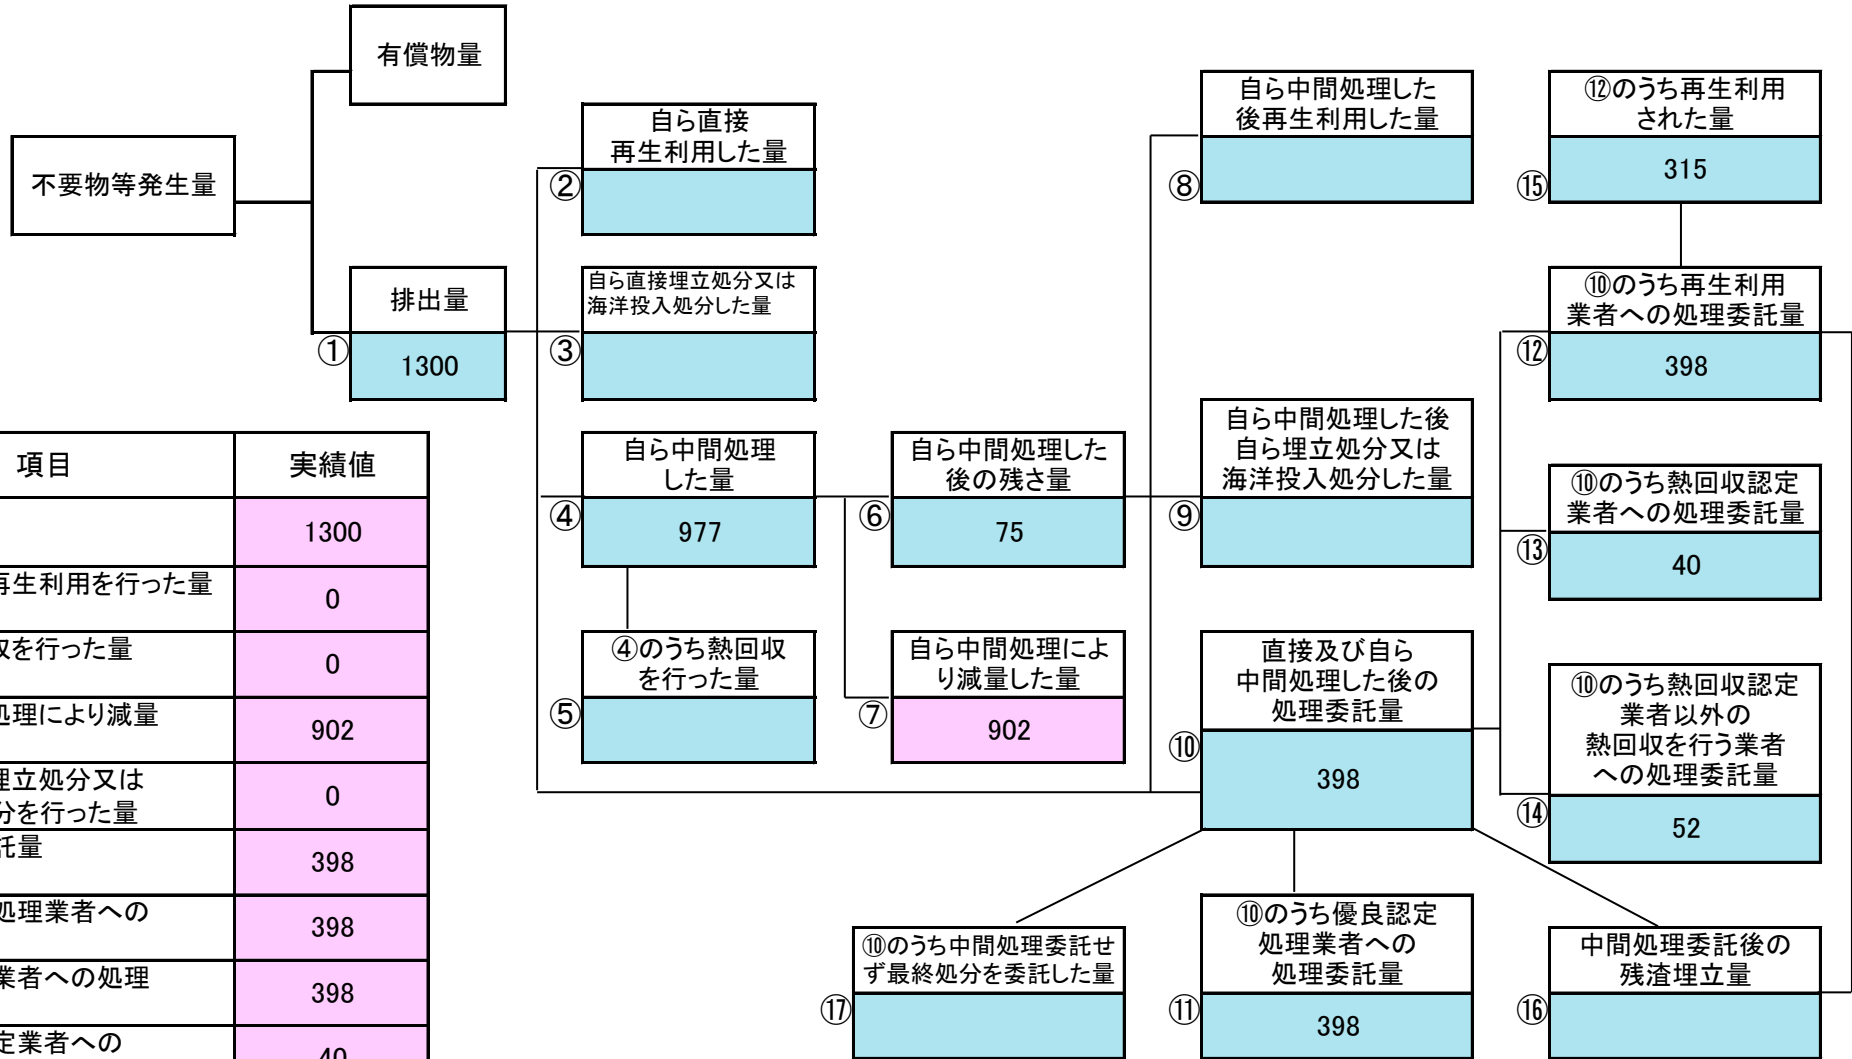 有償物量
不要物等発生量
排出量
①
1300
自ら直接
再生利用した量
②
自ら直接埋立処分又は
海洋投入処分した量
③
自ら中間処理
した量
④
977
④のうち熱回収
を行った量
⑤
自ら中間処理した
後の残さ量
⑥
75
自ら中間処理によ
り減量した量
⑦
902
自ら中間処理した
後再生利用した量
⑧
自ら中間処理した後
自ら埋立処分又は
海洋投入処分した量
⑨
直接及び自ら
中間処理した後の
処理委託量
⑩
398
⑩のうち優良認定
処理業者への
処理委託量
⑪
398
⑫のうち再生利用
された量
⑮
315
⑩のうち再生利用
業者への処理委託量
⑫
398
⑩のうち熱回収認定
業者への処理委託量
⑬
40
⑩のうち熱回収認定
業者以外の
熱回収を行う業者
への処理委託量
⑭
52
中間処理委託後の
残渣埋立量
⑯
⑩のうち中間処理委託せ
ず最終処分を委託した量
⑰
項目 実績値
1300
再生利用を行った量 0
を行った量 0
処理により減量 902
埋立処分又は
分を行った量 0
託量 398
処理業者への 398
業者への処理 398
定業者への 40